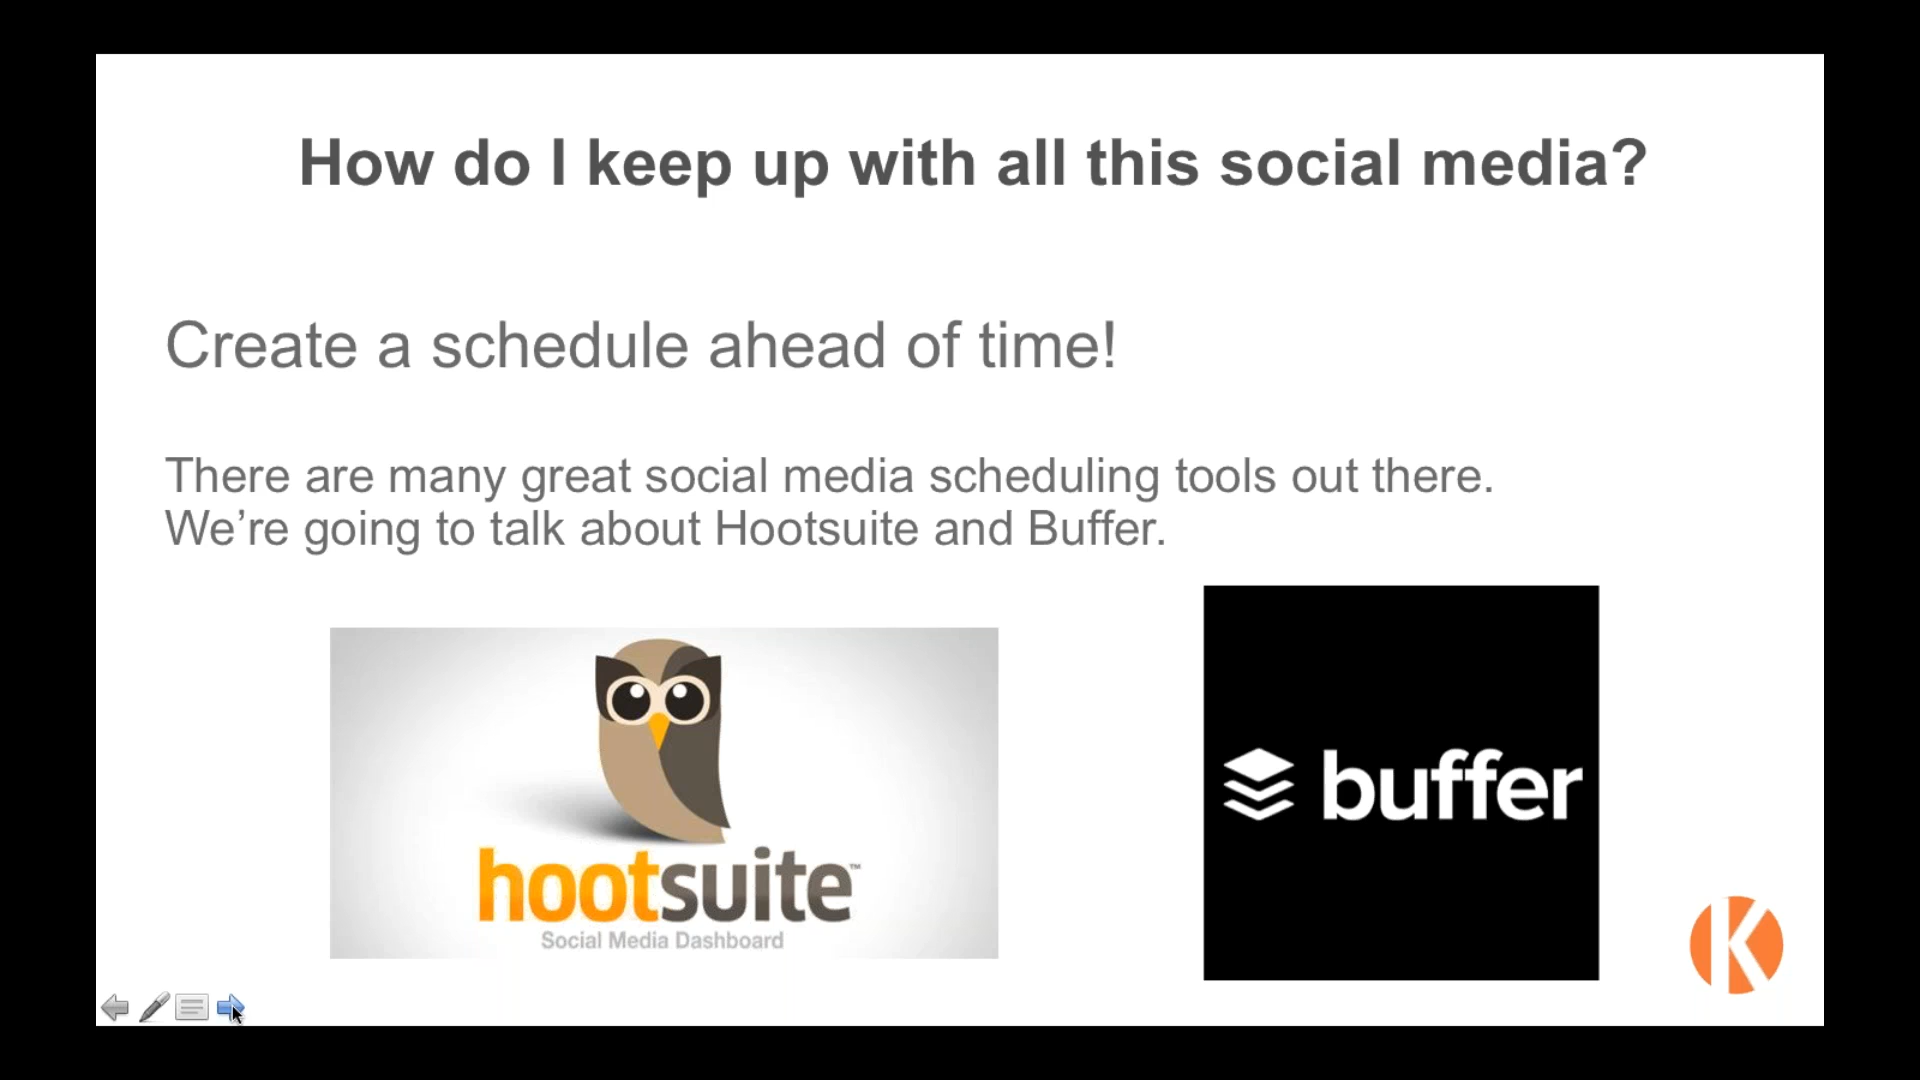 How do I keep up with all this social media?
Create a schedule ahead of time!
There are many great social media scheduling tools out there.
We’re going to talk about Hootsuite and Buffer.
hootsuite™
Social Media Dashboard
buffer
K